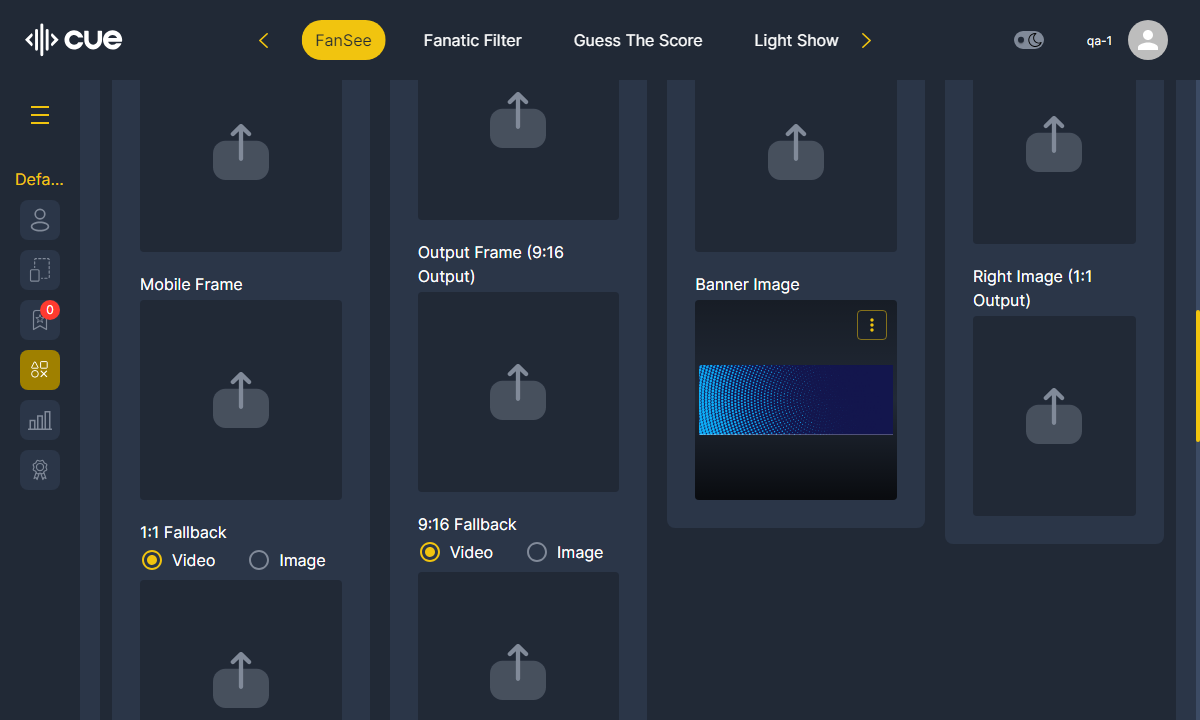 CUE
FanSee
Fanatic Filter
Guess The Score
Light Show
qa-1
Defa...
0
Mobile Frame
1:1 Fallback
Video
Image
Output Frame (9:16
Output)
9:16 Fallback
Video
Image
Banner Image
Right Image (1:1
Output)